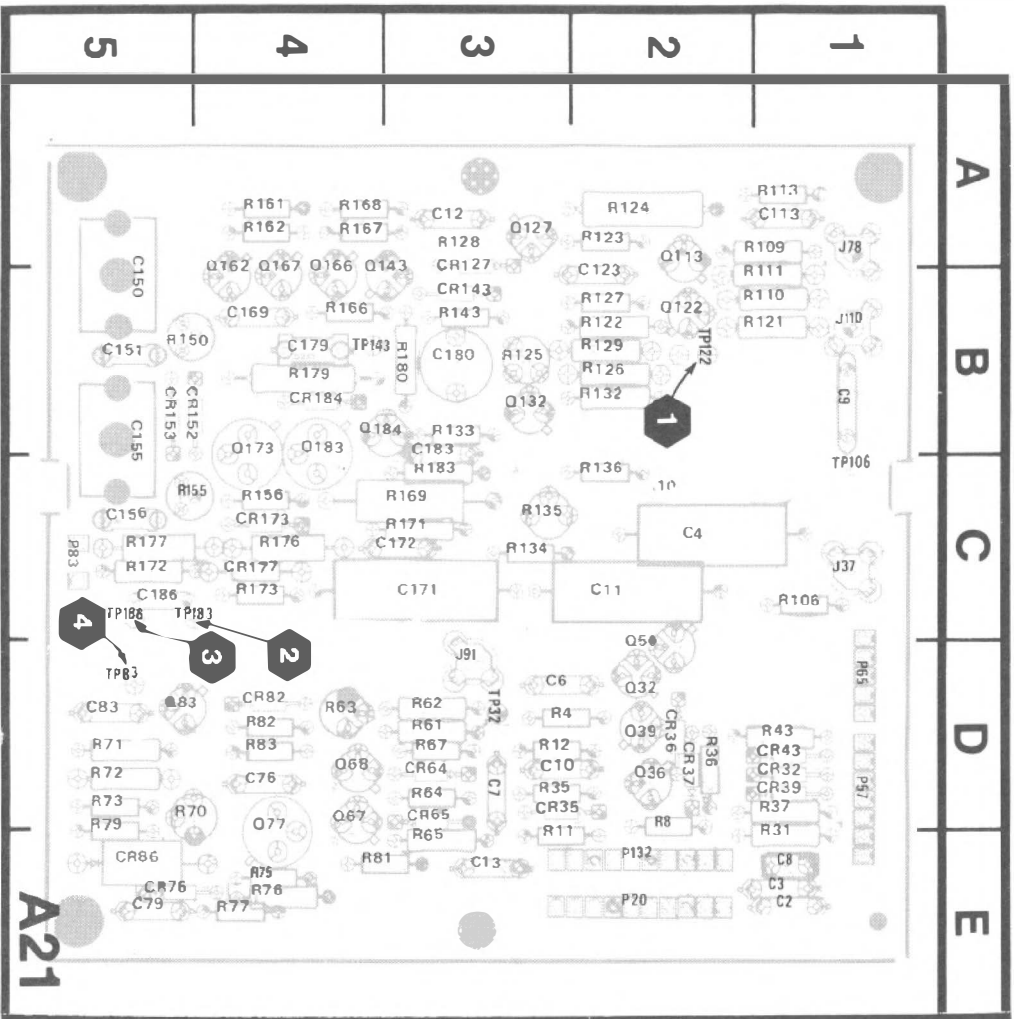 5 4 3 2 1
A
R161 R168 C12 R124 R113
R162 R167 R128 Q127 R123 C113
Q113 R109 J78
C150 Q162 Q167 Q166 Q143 CR127 C123 R111
CR143 R127 Q122 R110
C169 R166 R143 R122 R121 J110
R150 C179 TP143 R180 C180 R125 R129 TP122
B
C151 R179 R126 C9
CR184 Q132 R132
1
C155 CR153 CR152 Q184 R133
Q173 Q183 C183 TP106
R183 R136
R155 R156 R169 R135
C156 CR173 R171 C4
P83 R177 R176 C172 R134
C
R172 CR177 C171 C11 J37
R173
C186 R106
4 TP186 TP183
3 2
TP83 J91 Q32 P65
C6
C83 CR82 R63 R62 TP32 R4
R82 R61 Q39 CR36 R43
R71 R83 R67 R12 CR37 R36 CR43
D
R72 C76 Q68 CR64 C7 C10 Q36 CR32
R73 R64 R35 CR39 P57
R70 Q77 Q67 CR65 CR35 R37
R79 R65 R11 R8 R31
CR86 R81 C13 P132 C8
R75
CR76 R76 C3
C79 R77 P20 C2
E
A21